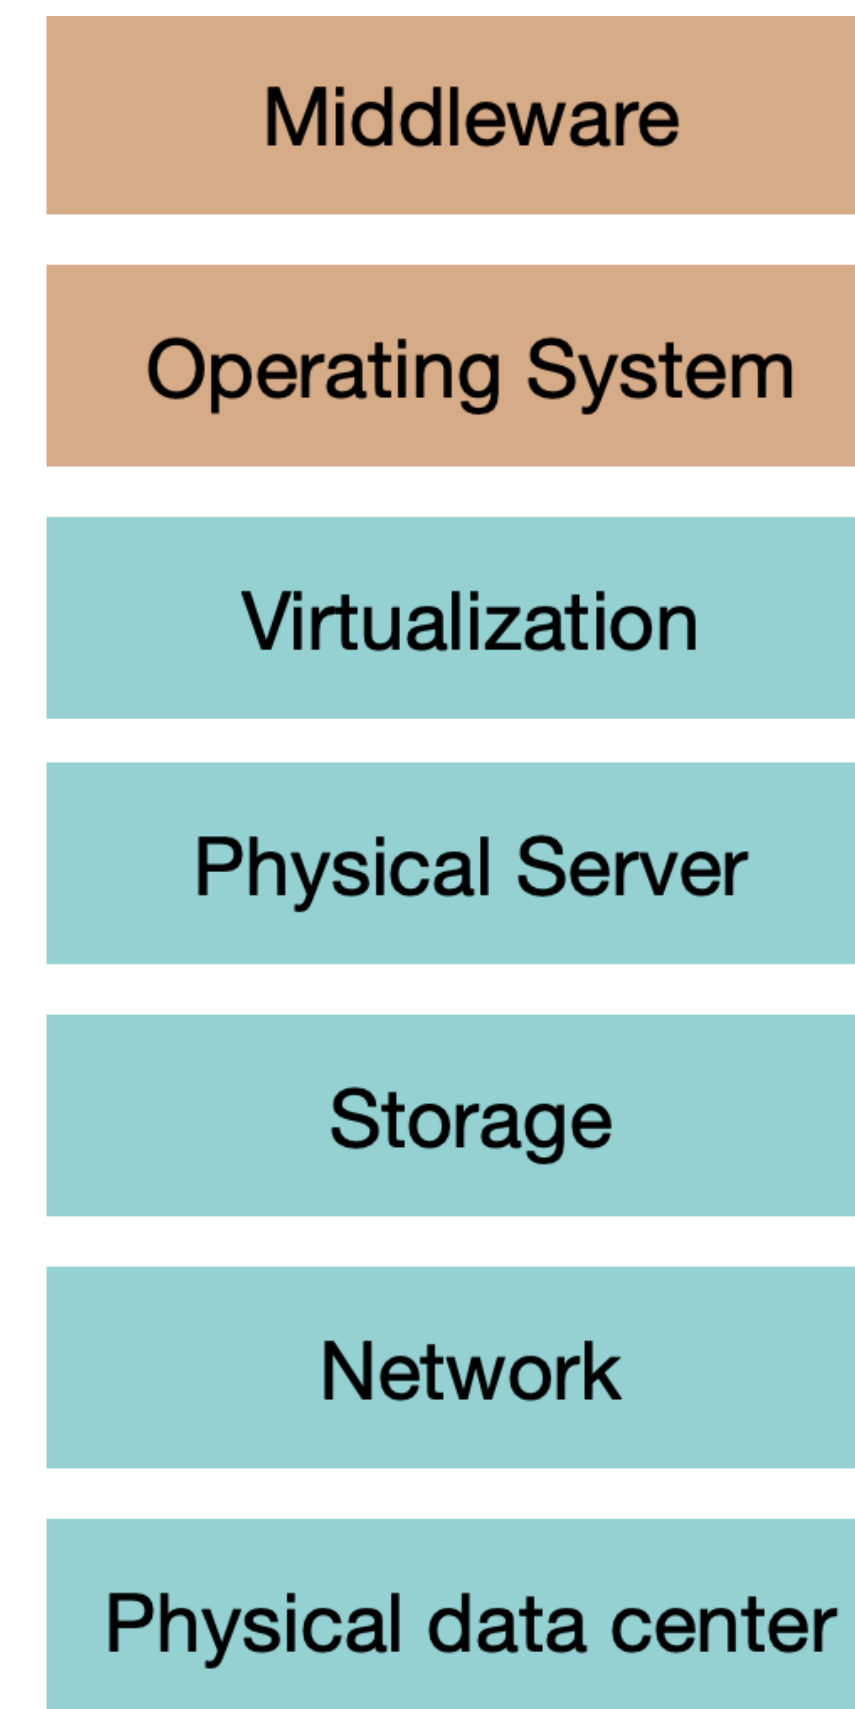 Middleware
Operating System
Virtualization
Physical Server
Storage
Network
Physical data center